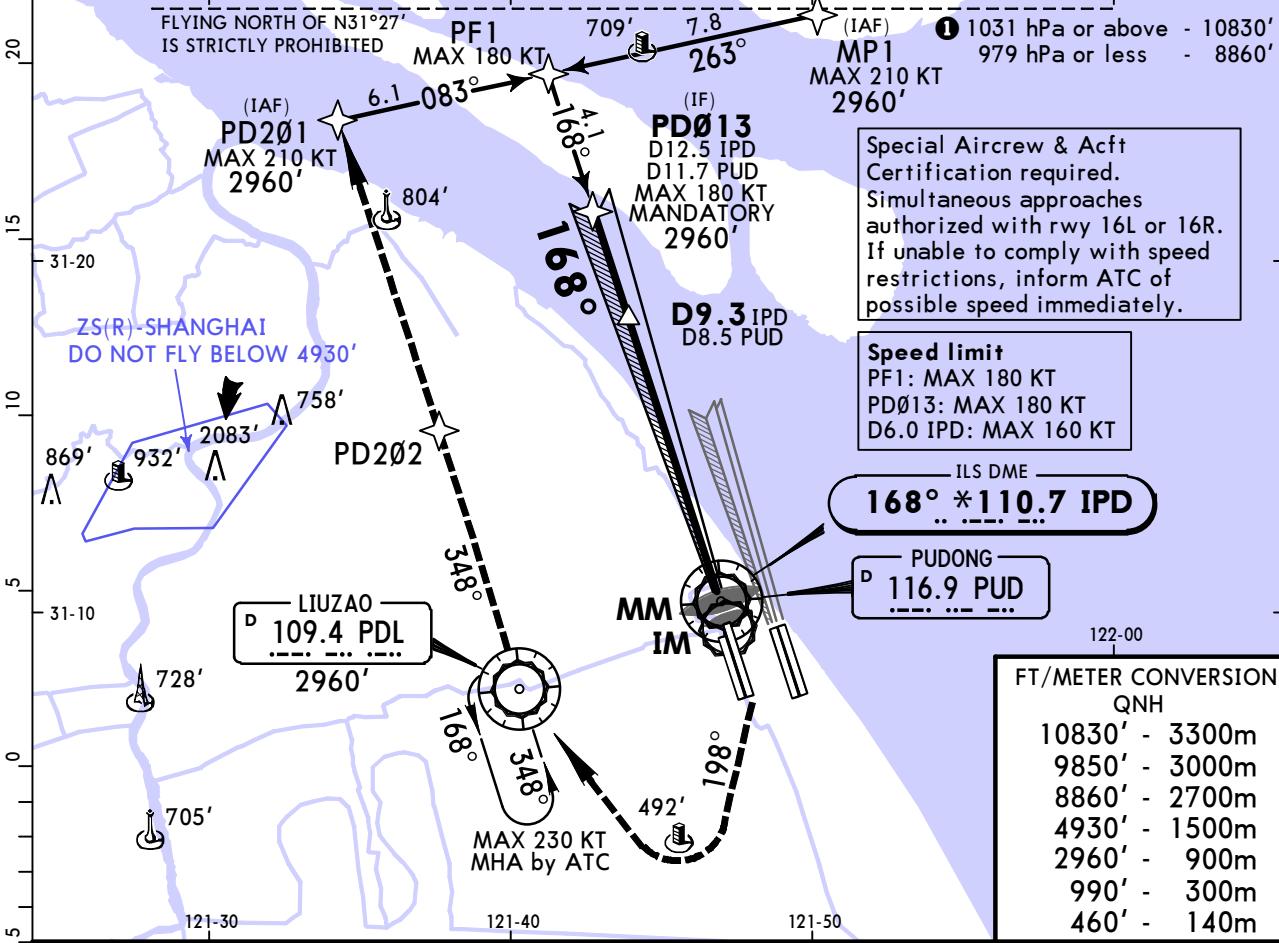 FLYING NORTH OF N31°27'
IS STRICTLY PROHIBITED
PF1
MAX 180 KT
709'
7.8
263°
(IAF)
MP1
MAX 210 KT
2960'
1 1031 hPa or above - 10830'
979 hPa or less - 8860'
20
(IAF)
PD2Ø1
MAX 210 KT
2960'
6.1
083°
4.1
168°
(IF)
PDØ13
D12.5 IPD
D11.7 PUD
MAX 180 KT
MANDATORY
2960'
Special Aircrew & Acft
Certification required.
Simultaneous approaches
authorized with rwy 16L or 16R.
If unable to comply with speed
restrictions, inform ATC of
possible speed immediately.
804'
15
31-20
168°
D9.3 IPD
D8.5 PUD
ZS(R)-SHANGHAI
DO NOT FLY BELOW 4930'
Speed limit
PF1: MAX 180 KT
PDØ13: MAX 180 KT
D6.0 IPD: MAX 160 KT
10
758'
2083'
869'
932'
PD2Ø2
ILS DME
168° *110.7 IPD
348°
PUDONG
D 116.9 PUD
5
31-10
MM
IM
LIUZAO
D 109.4 PDL
2960'
122-00
728'
168°
348°
198°
0
705'
492'
MAX 230 KT
MHA by ATC
FT/METER CONVERSION
QNH
10830' - 3300m
9850' - 3000m
8860' - 2700m
4930' - 1500m
2960' - 900m
990' - 300m
460' - 140m
5
121-30
121-40
121-50